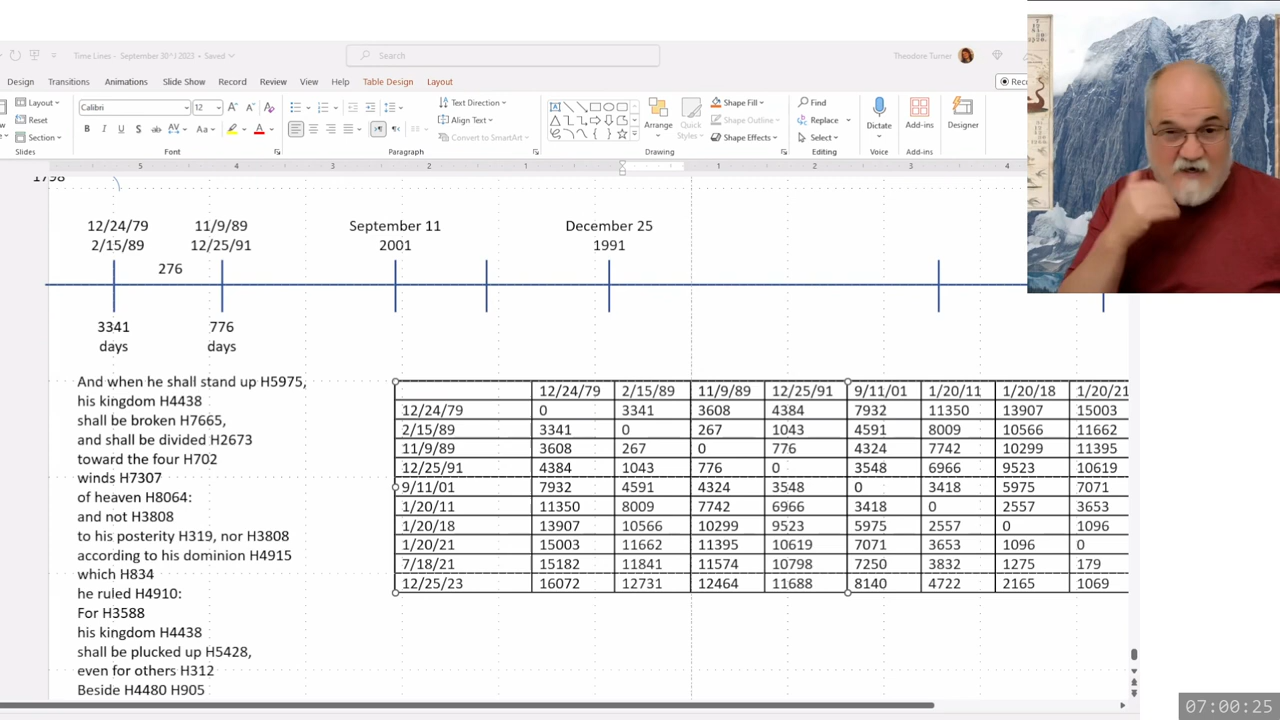 Time Lines - September 30th I 2023 • Saved
Search
Theodore Turner
Design Transitions Animations Slide Show Record Review View Help Table Design Layout
Layout
Reset
Section
Slides
Calibri 12
B I U S ab AV Aa A
Font
Text Direction
Align Text
Convert to SmartArt
Paragraph
Arrange
Quick Styles
Shape Fill
Shape Outline
Shape Effects
Drawing
Find
Replace
Select
Editing
Dictate
Voice
Add-ins
Add-ins
Designer
5 4 3 2 1 1 2 3 4
1798
12/24/79 11/9/89 September 11 December 25
2/15/89 12/25/91 2001 1991
276
3341 776
days days
And when he shall stand up H5975,
his kingdom H4438
shall be broken H7665,
and shall be divided H2673
toward the four H702
winds H7307
of heaven H8064:
and not H3808
to his posterity H319, nor H3808
according to his dominion H4915
which H834
he ruled H4910:
For H3588
his kingdom H4438
shall be plucked up H5428,
even for others H312
Beside H4480 H905
12/24/79 2/15/89 11/9/89 12/25/91 9/11/01 1/20/11 1/20/18 1/20/21
12/24/79 0 3341 3608 4384 7932 11350 13907 15003
2/15/89 3341 0 267 1043 4591 8009 10566 11662
11/9/89 3608 267 0 776 4324 7742 10299 11395
12/25/91 4384 1043 776 0 3548 6966 9523 10619
9/11/01 7932 4591 4324 3548 0 3418 5975 7071
1/20/11 11350 8009 7742 6966 3418 0 2557 3653
1/20/18 13907 10566 10299 9523 5975 2557 0 1096
1/20/21 15003 11662 11395 10619 7071 3653 1096 0
7/18/21 15182 11841 11574 10798 7250 3832 1275 179
12/25/23 16072 12731 12464 11688 8140 4722 2165 1069
07:00:25